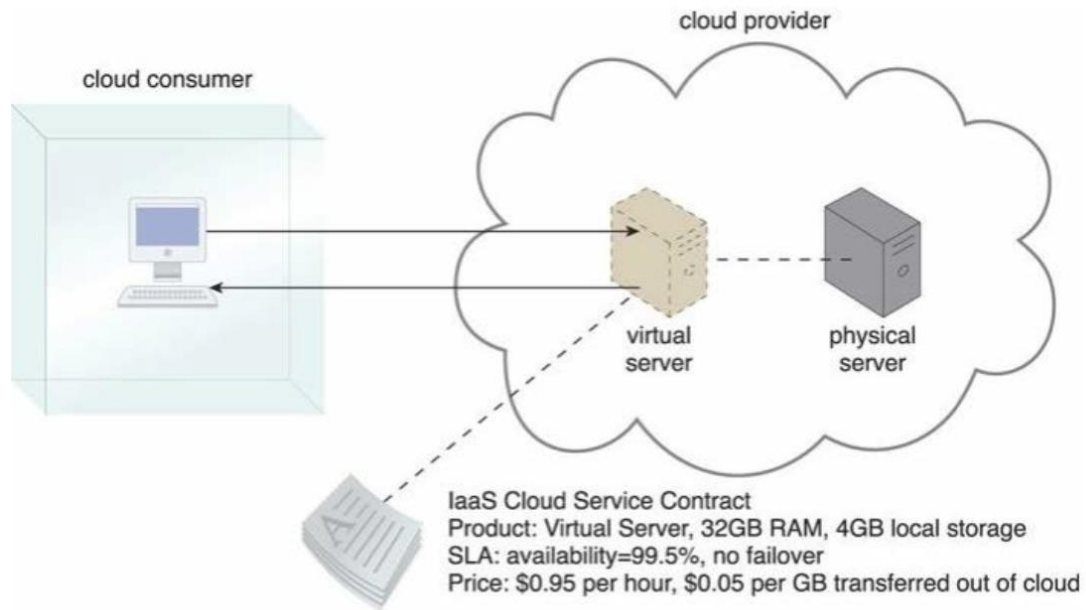 cloud provider
cloud consumer
virtual
server
physical
server
IaaS Cloud Service Contract
Product: Virtual Server, 32GB RAM, 4GB local storage
SLA: availability=99.5%, no failover
Price: $0.95 per hour, $0.05 per GB transferred out of cloud